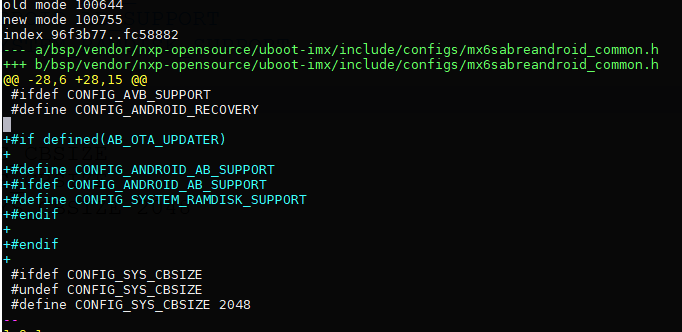 old mode 100644
new mode 100755
index 96f3b77..fc58882
--- a/bsp/vendor/nxp-opensource/uboot-imx/include/configs/mx6sabreandroid_common.h
+++ b/bsp/vendor/nxp-opensource/uboot-imx/include/configs/mx6sabreandroid_common.h
@@ -28,6 +28,15 @@
 #ifdef CONFIG_AVB_SUPPORT
 #define CONFIG_ANDROID_RECOVERY

+#if defined(AB_OTA_UPDATER)
+
+#define CONFIG_ANDROID_AB_SUPPORT
+#ifdef CONFIG_ANDROID_AB_SUPPORT
+#define CONFIG_SYSTEM_RAMDISK_SUPPORT
+#endif
+
+#endif
+
 #ifdef CONFIG_SYS_CBSIZE
 #undef CONFIG_SYS_CBSIZE
 #define CONFIG_SYS_CBSIZE 2048
--